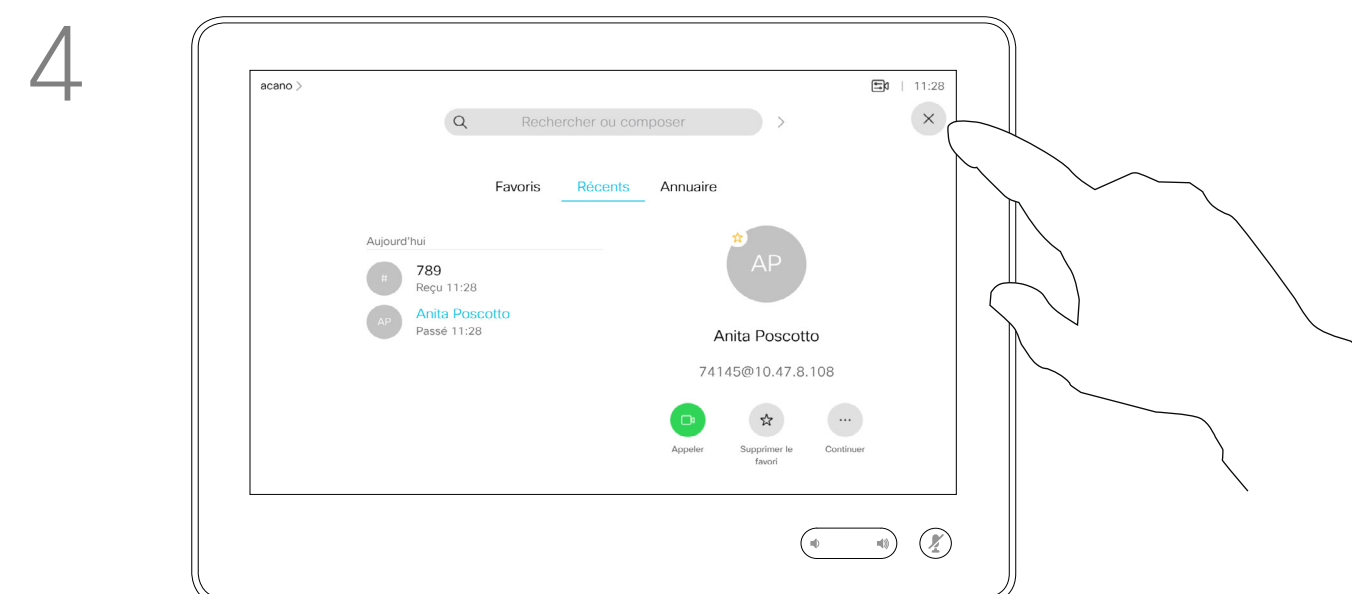 4
acano >
| 11:28
Rechercher ou composer >
Favoris Récents Annuaire
Aujourd'hui
# 789
Reçu 11:28
AP Anita Poscotto
Passé 11:28
AP
Anita Poscotto
74145@10.47.8.108
Appeler
Supprimer le
favori
Continuer